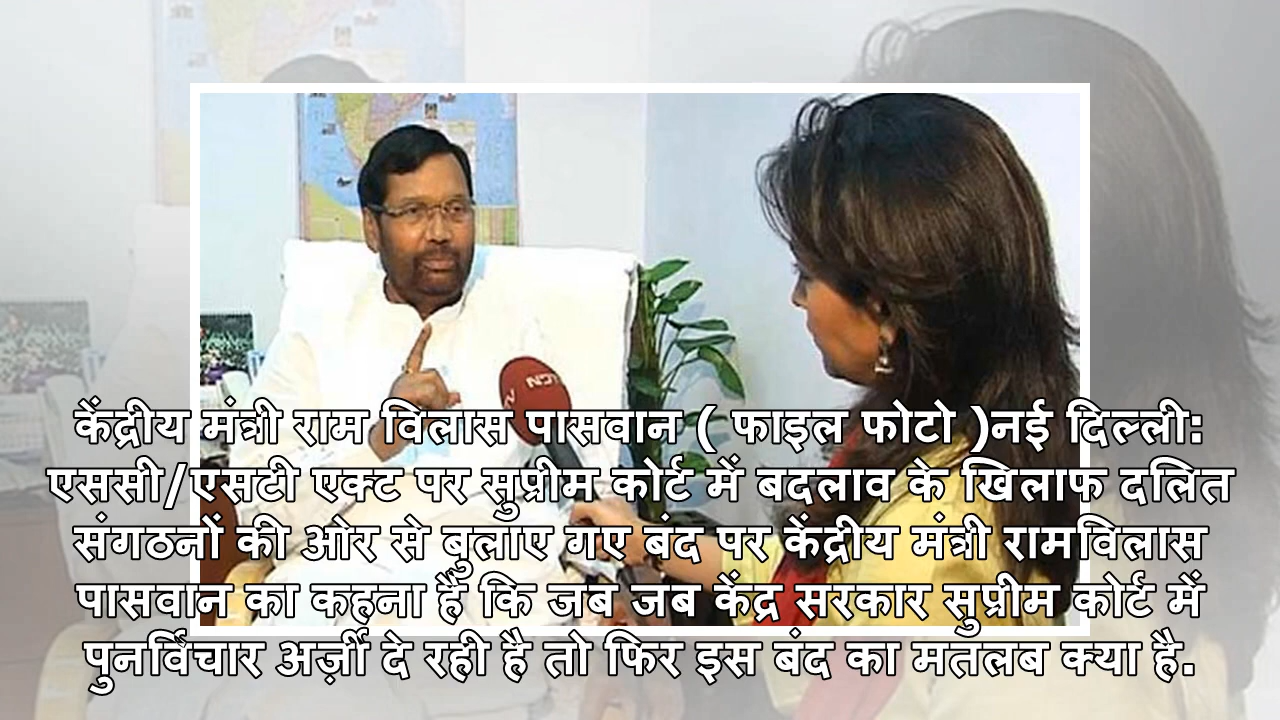 केंद्रीय मंत्री राम विलास पासवान ( फाइल फोटो )नई दिल्ली:
एससी/एसटी एक्ट पर सुप्रीम कोर्ट में बदलाव के खिलाफ दलित
संगठनों की ओर से बुलाए गए बंद पर केंद्रीय मंत्री रामविलास
पासवान का कहना है कि जब जब केंद्र सरकार सुप्रीम कोर्ट में
पुनर्विचार अर्ज़ी दे रही है तो फिर इस बंद का मतलब क्या है.